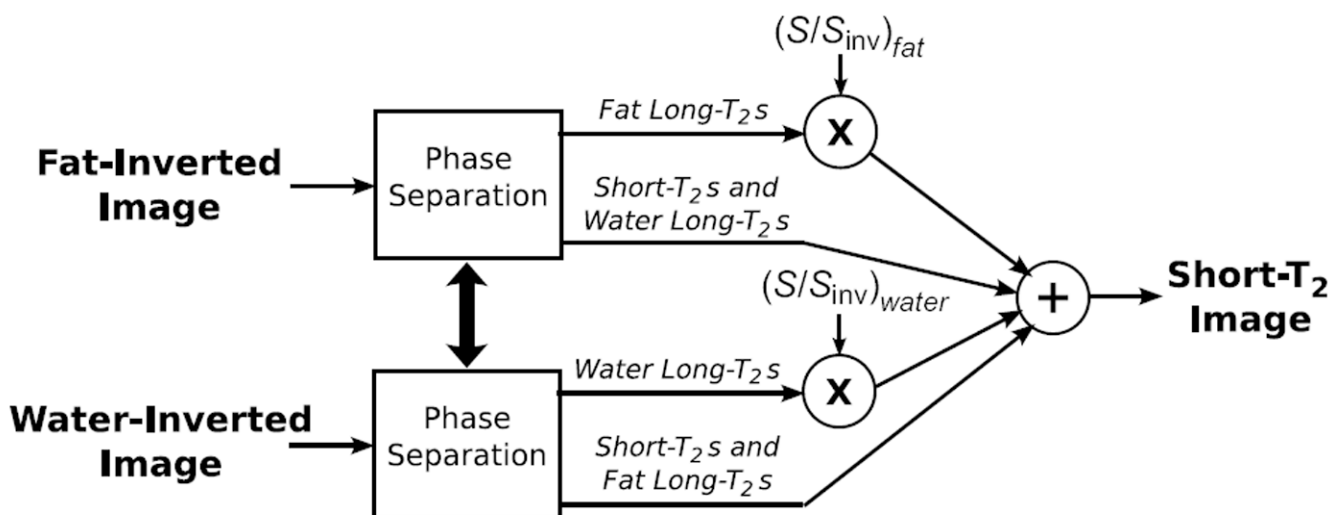 (S/S_inv)_fat
Fat Long-T₂s
X
Fat-Inverted
Image
Phase
Separation
Short-T₂s and
Water Long-T₂s
(S/S_inv)_water
+
Short-T₂
Image
Water Long-T₂s
X
Water-Inverted
Image
Phase
Separation
Short-T₂s and
Fat Long-T₂s